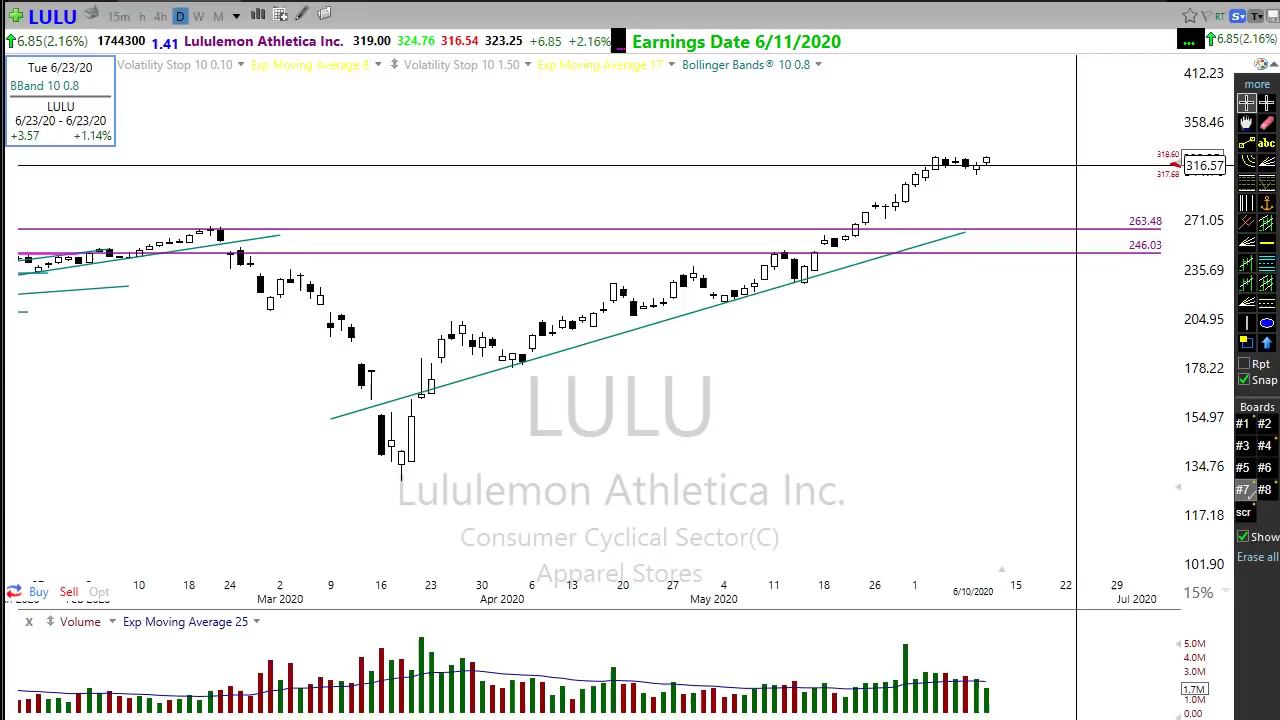 LULU 15m h 4h D W M RT S T
6.85(2.16%) 1744300 1.41 Lululemon Athletica Inc. 319.00 324.76 316.54 323.25 +6.85 +2.16% ... Earnings Date 6/11/2020 ... 6.85(2.16%)
Volatility Stop 10 0.10 Exp Moving Average 8 Volatility Stop 10 1.50 Exp Moving Average 17 Bollinger Bands® 10 0.8
Tue 6/23/20
BBand 10 0.8
LULU
6/23/20 - 6/23/20
+3.57 +1.14%
412.23
358.46
318.60
316.57
317.68
271.05
263.48
246.03
235.69
204.95
178.22
154.97
134.76
117.18
101.90
LULU
Lululemon Athletica Inc.
Consumer Cyclical Sector(C)
Apparel Stores
10 18 24 2 9 16 23 30 6 13 20 27 4 11 18 26 1 6/10/2020 15 22 29
Buy Sell Opt
Feb 2020 Mar 2020 Apr 2020 May 2020 Jul 2020
15%
X Volume Exp Moving Average 25
5.0M
4.0M
3.0M
1.7M
1.0M
0.00
more
abc
Rpt
Snap
Boards
#1 #2
#3 #4
#5 #6
#7 #8
scr
Show
Erase all